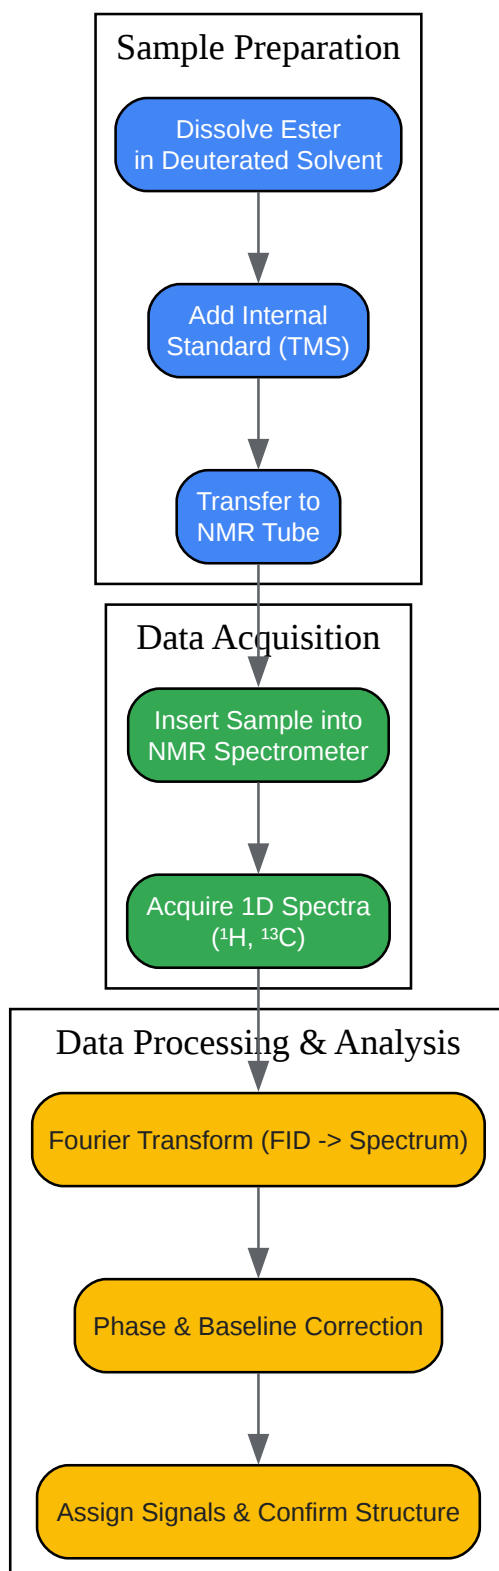 Sample Preparation
Dissolve Ester
in Deuterated Solvent
Add Internal
Standard (TMS)
Transfer to
NMR Tube
Data Acquisition
Insert Sample into
NMR Spectrometer
Acquire 1D Spectra
(¹H, ¹³C)
Data Processing & Analysis
Fourier Transform (FID -> Spectrum)
Phase & Baseline Correction
Assign Signals & Confirm Structure